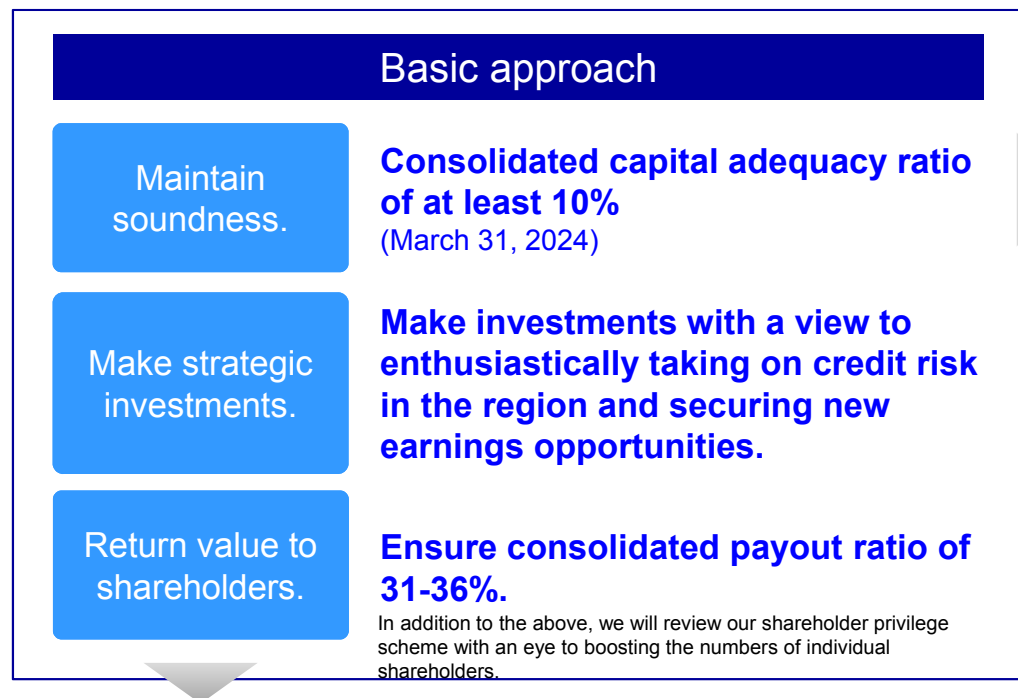 Basic approach
Maintain
soundness.
Consolidated capital adequacy ratio
of at least 10%
(March 31, 2024)
Make strategic
investments.
Make investments with a view to
enthusiastically taking on credit risk
in the region and securing new
earnings opportunities.
Return value to
shareholders.
Ensure consolidated payout ratio of
31-36%.
In addition to the above, we will review our shareholder privilege
scheme with an eye to boosting the numbers of individual
shareholders.